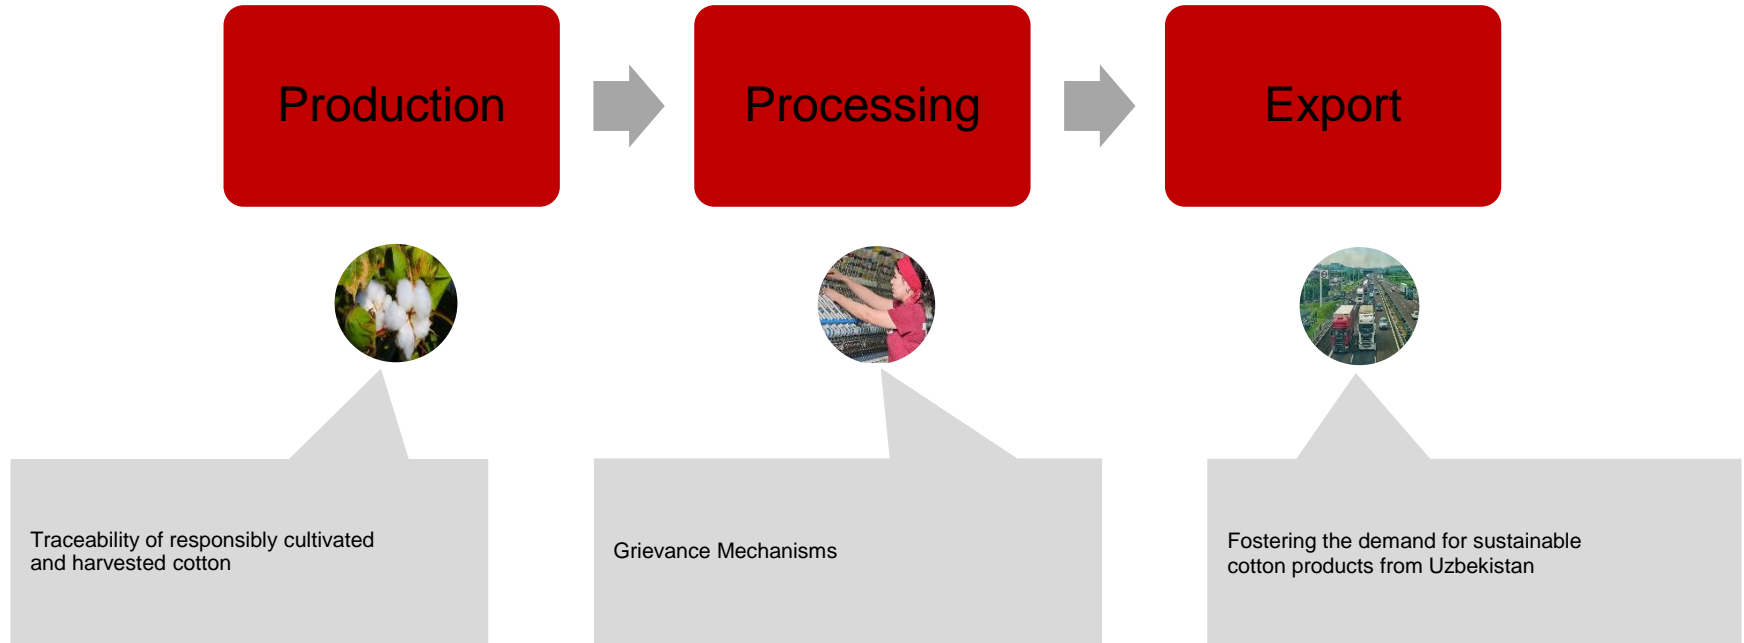 Production
Processing
Export
Traceability of responsibly cultivated
and harvested cotton
Grievance Mechanisms
Fostering the demand for sustainable
cotton products from Uzbekistan